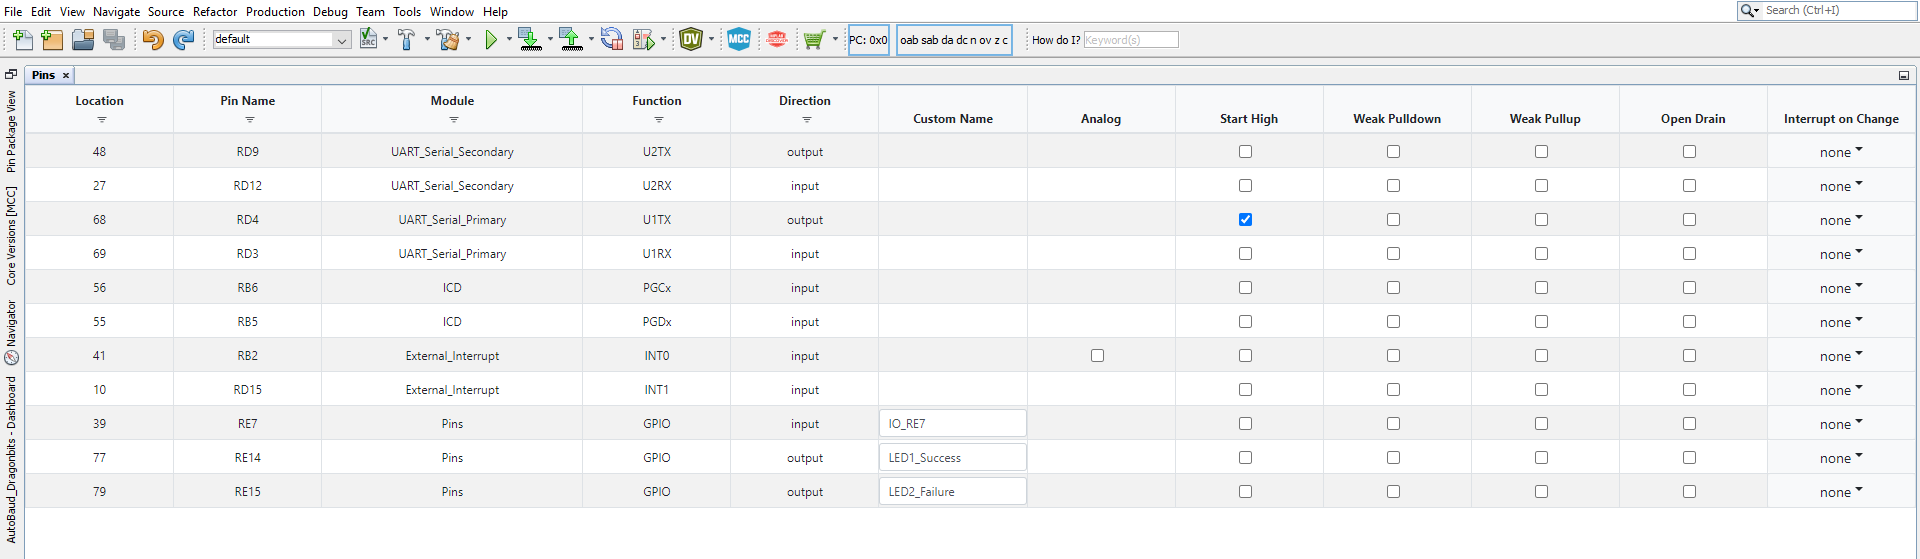 File Edit View Navigate Source Refactor Production Debug Team Tools Window Help
Search (Ctrl+I)
default
SRC
DV
MCC
PC: 0x0
oab sab da dc n ov z c
How do I?
Keyword(s)
Pins
Pin Package View
Core Versions [MCC]
Navigator
AutoBaud_Dragonbits - Dashboard
Location Pin Name Module Function Direction Custom Name Analog Start High Weak Pulldown Weak Pullup Open Drain Interrupt on Change
48 RD9 UART_Serial_Secondary U2TX output none
27 RD12 UART_Serial_Secondary U2RX input none
68 RD4 UART_Serial_Primary U1TX output none
69 RD3 UART_Serial_Primary U1RX input none
56 RB6 ICD PGCx input none
55 RB5 ICD PGDx input none
41 RB2 External_Interrupt INT0 input none
10 RD15 External_Interrupt INT1 input none
39 RE7 Pins GPIO input IO_RE7 none
77 RE14 Pins GPIO output LED1_Success none
79 RE15 Pins GPIO output LED2_Failure none